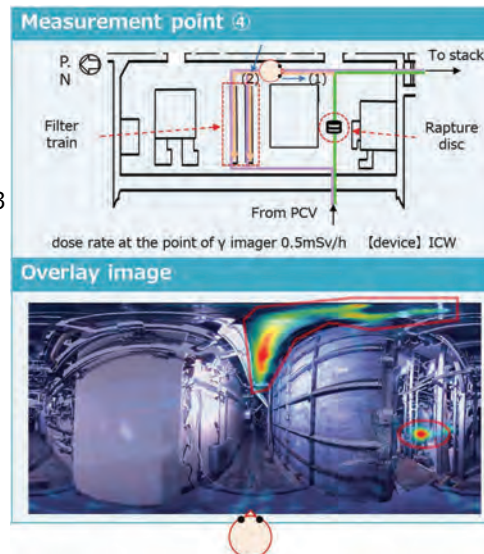 Measurement point ④
P.
N
To stack
(2)
(1)
Filter
train
Rapture
disc
3
From PCV
dose rate at the point of γ imager 0.5mSv/h 【device】ICW
Overlay image